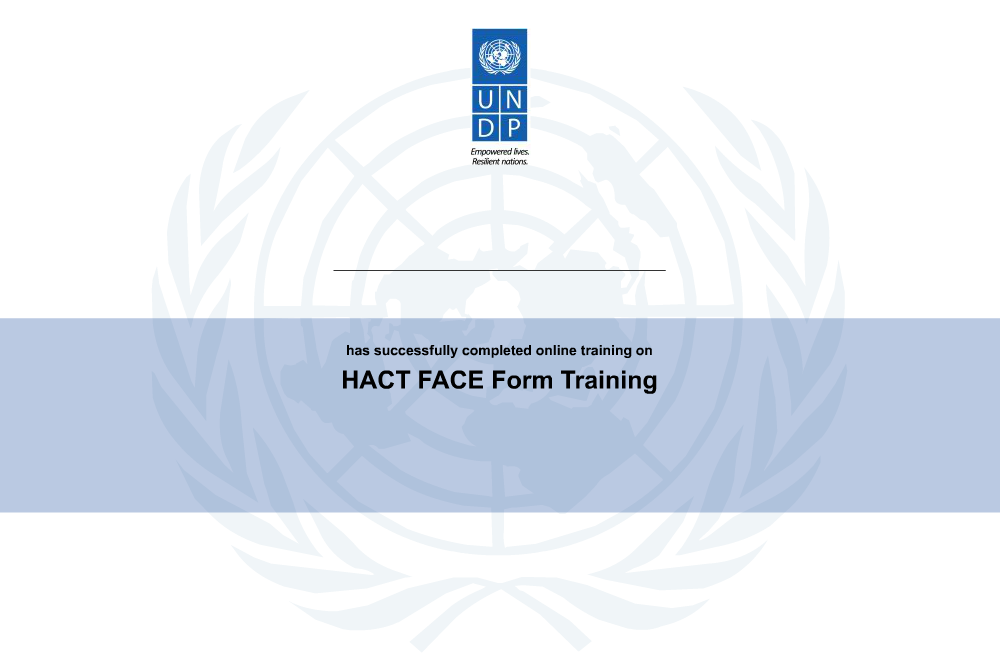 U N
D P
Empowered lives.
Resilient nations.
has successfully completed online training on
HACT FACE Form Training